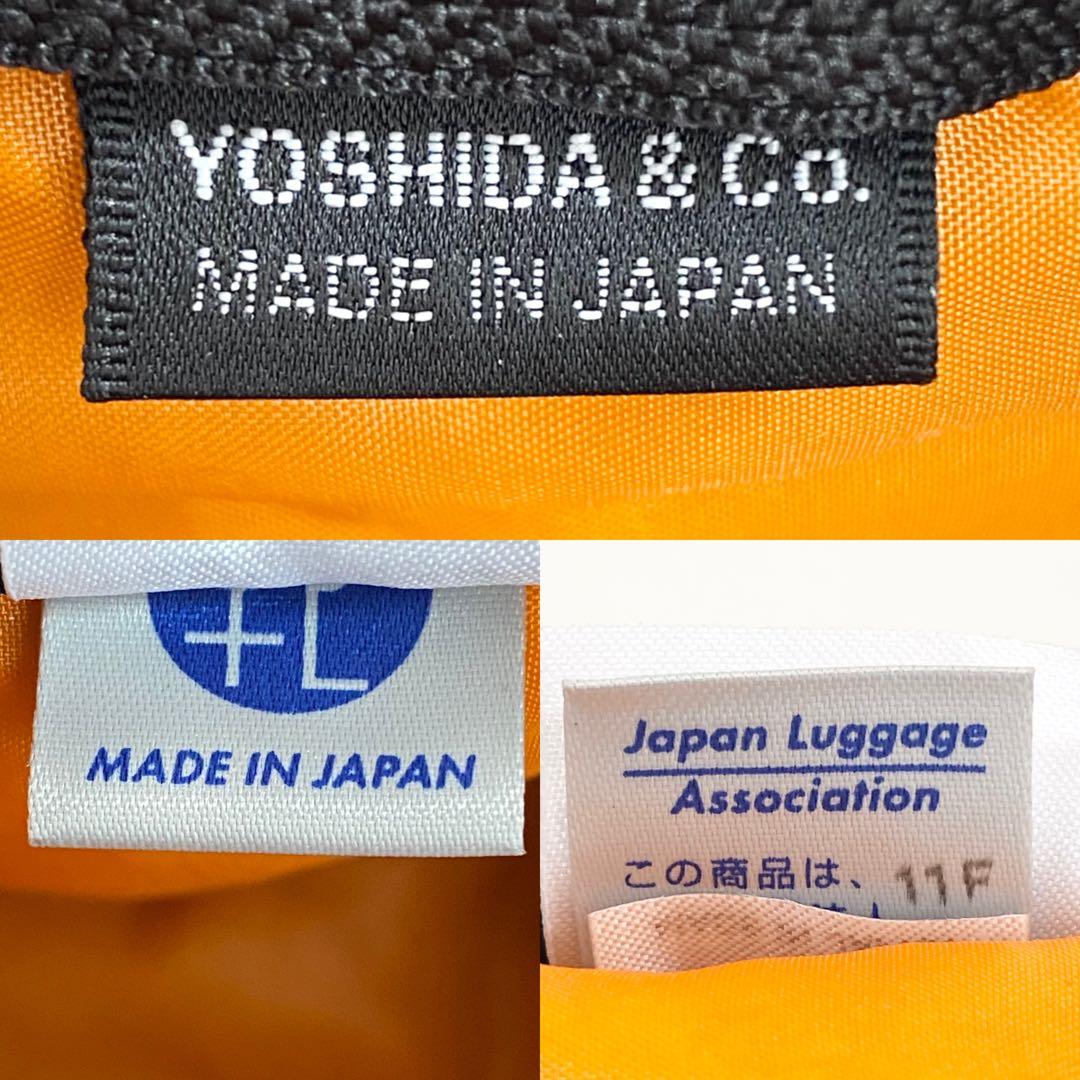 YOSHIDA & Co.
MADE IN JAPAN
MADE IN JAPAN
Japan Luggage
Association
この商品は、 11F